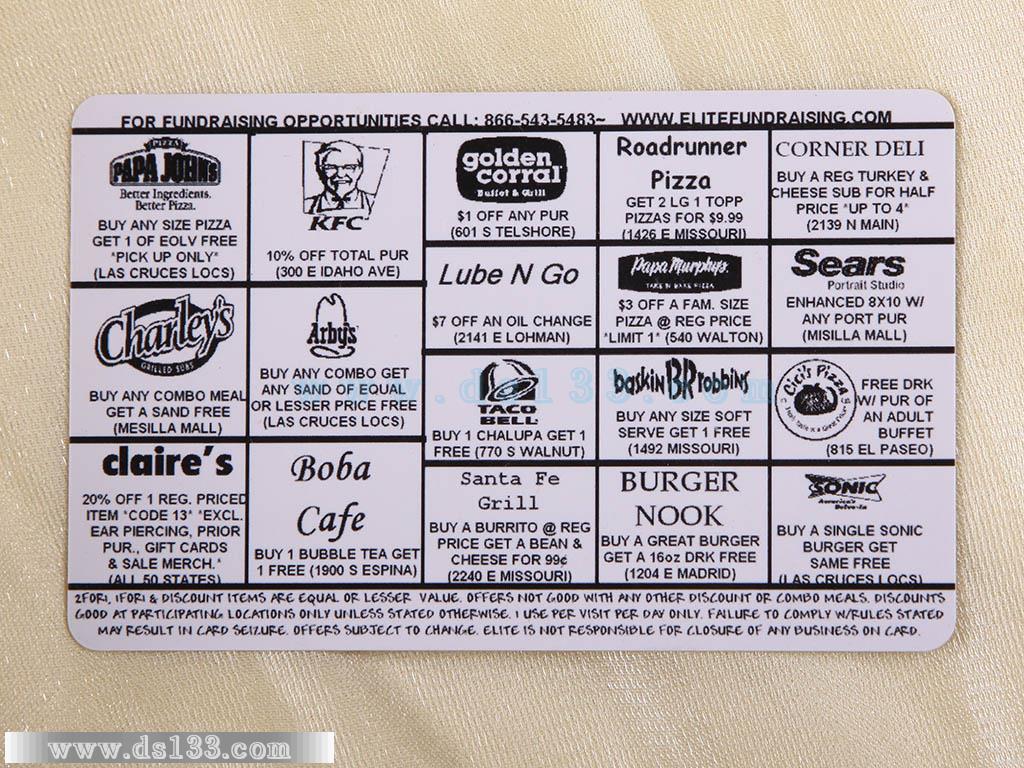 FOR FUNDRAISING OPPORTUNITIES CALL: 866-543-5483~ WWW.ELITEFUNDRAISING.COM
PIZZA
PAPA JOHN'S
Better Ingredients.
Better Pizza.
BUY ANY SIZE PIZZA
GET 1 OF EOLV FREE
*PICK UP ONLY*
(LAS CRUCES LOCS)
KFC
10% OFF TOTAL PUR
(300 E IDAHO AVE)
golden
corral
Buffet & Grill
$1 OFF ANY PUR
(601 S TELSHORE)
Roadrunner
Pizza
GET 2 LG 1 TOPP
PIZZAS FOR $9.99
(1426 E MISSOURI)
CORNER DELI
BUY A REG TURKEY &
CHEESE SUB FOR HALF
PRICE *UP TO 4*
(2139 N MAIN)
Lube N Go
$7 OFF AN OIL CHANGE
(2141 E LOHMAN)
Papa Murphy's
TAKE 'N' BAKE PIZZA
$3 OFF A FAM. SIZE
PIZZA @ REG PRICE
*LIMIT 1* (540 WALTON)
Sears
Portrait Studio
ENHANCED 8X10 W/
ANY PORT PUR
(MISILLA MALL)
Charley's
GRILLED SUBS
BUY ANY COMBO MEAL
GET A SAND FREE
(MESILLA MALL)
Arby's
BUY ANY COMBO GET
ANY SAND OF EQUAL
OR LESSER PRICE FREE
(LAS CRUCES LOCS)
TACO
BELL
BUY 1 CHALUPA GET 1
FREE (770 S WALNUT)
baskin BR robbins
BUY ANY SIZE SOFT
SERVE GET 1 FREE
(1492 MISSOURI)
CiCi's Pizza
FREE DRK
W/ PUR OF
AN ADULT
BUFFET
(815 EL PASEO)
claire's
20% OFF 1 REG. PRICED
ITEM *CODE 13* *EXCL.
EAR PIERCING, PRIOR
PUR., GIFT CARDS
& SALE MERCH.*
(ALL 50 STATES)
Boba
Cafe
BUY 1 BUBBLE TEA GET
1 FREE (1900 S ESPINA)
Santa Fe
Grill
BUY A BURRITO @ REG
PRICE GET A BEAN &
CHEESE FOR 99¢
(2240 E MISSOURI)
BURGER
NOOK
BUY A GREAT BURGER
GET A 16oz DRK FREE
(1204 E MADRID)
SONIC
America's
Drive-In
BUY A SINGLE SONIC
BURGER GET
SAME FREE
(LAS CRUCES LOCS)
2FOR1, 1FOR1 & DISCOUNT ITEMS ARE EQUAL OR LESSER VALUE. OFFERS NOT GOOD WITH ANY OTHER DISCOUNT OR COMBO MEALS. DISCOUNTS
GOOD AT PARTICIPATING LOCATIONS ONLY UNLESS STATED OTHERWISE. 1 USE PER VISIT PER DAY ONLY. FAILURE TO COMPLY W/RULES STATED
MAY RESULT IN CARD SEIZURE. OFFERS SUBJECT TO CHANGE. ELITE IS NOT RESPONSIBLE FOR CLOSURE OF ANY BUSINESS ON CARD.
www.ds133.com
www.ds133.com